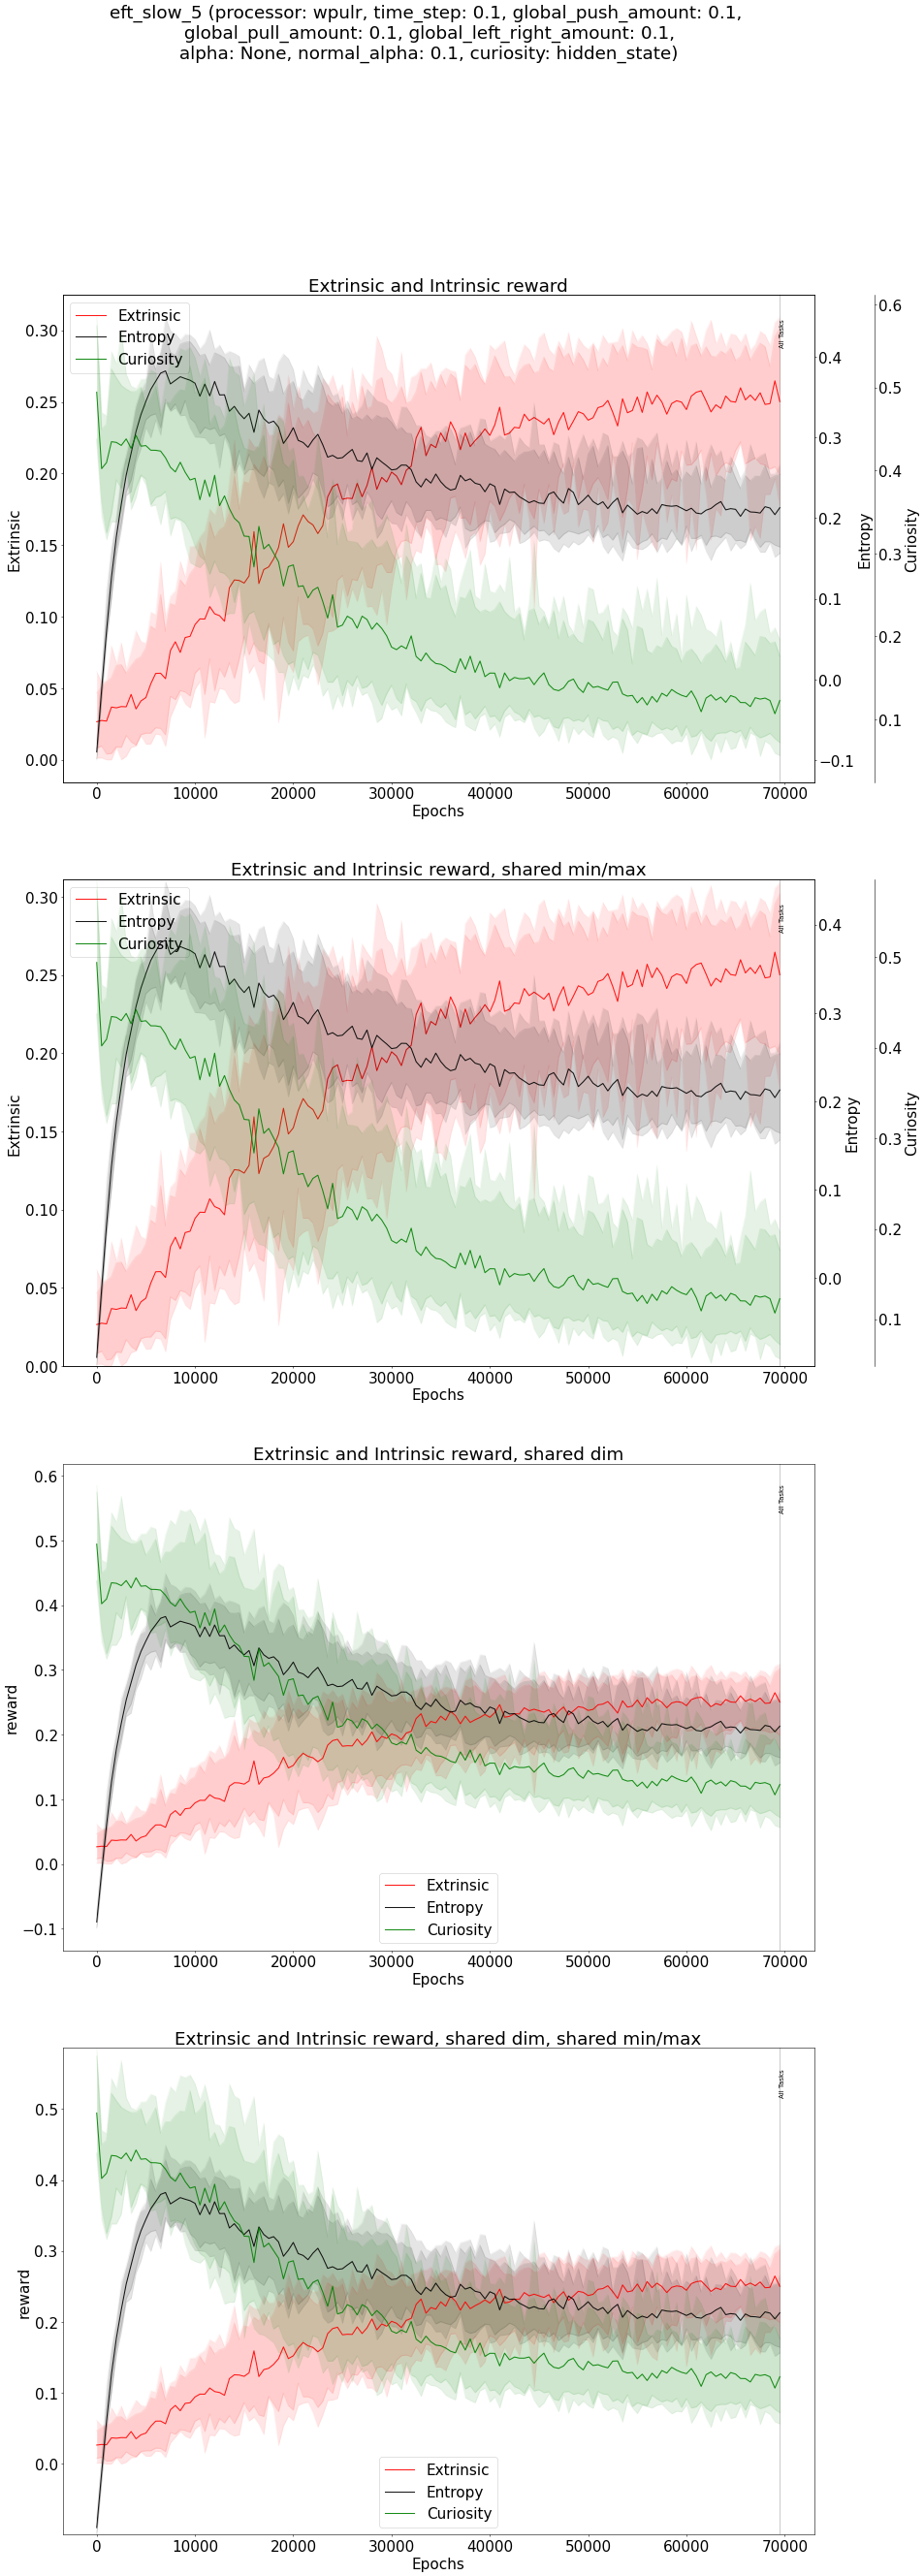 eft_slow_5 (processor: wpulr, time_step: 0.1, global_push_amount: 0.1,
global_pull_amount: 0.1, global_left_right_amount: 0.1,
alpha: None, normal_alpha: 0.1, curiosity: hidden_state)
Extrinsic and Intrinsic reward
Extrinsic
Entropy
Curiosity
All Tasks
0.30
0.25
0.20
0.15
0.10
0.05
0.00
Extrinsic
0.4
0.3
0.2
0.1
0.0
−0.1
Entropy
0.6
0.5
0.4
0.3
0.2
0.1
Curiosity
0 10000 20000 30000 40000 50000 60000 70000
Epochs
Extrinsic and Intrinsic reward, shared min/max
Extrinsic
Entropy
Curiosity
All Tasks
0.30
0.25
0.20
0.15
0.10
0.05
0.00
Extrinsic
0.4
0.3
0.2
0.1
0.0
Entropy
0.5
0.4
0.3
0.2
0.1
Curiosity
0 10000 20000 30000 40000 50000 60000 70000
Epochs
Extrinsic and Intrinsic reward, shared dim
All Tasks
0.6
0.5
0.4
0.3
0.2
0.1
0.0
−0.1
reward
Extrinsic
Entropy
Curiosity
0 10000 20000 30000 40000 50000 60000 70000
Epochs
Extrinsic and Intrinsic reward, shared dim, shared min/max
All Tasks
0.5
0.4
0.3
0.2
0.1
0.0
reward
Extrinsic
Entropy
Curiosity
0 10000 20000 30000 40000 50000 60000 70000
Epochs